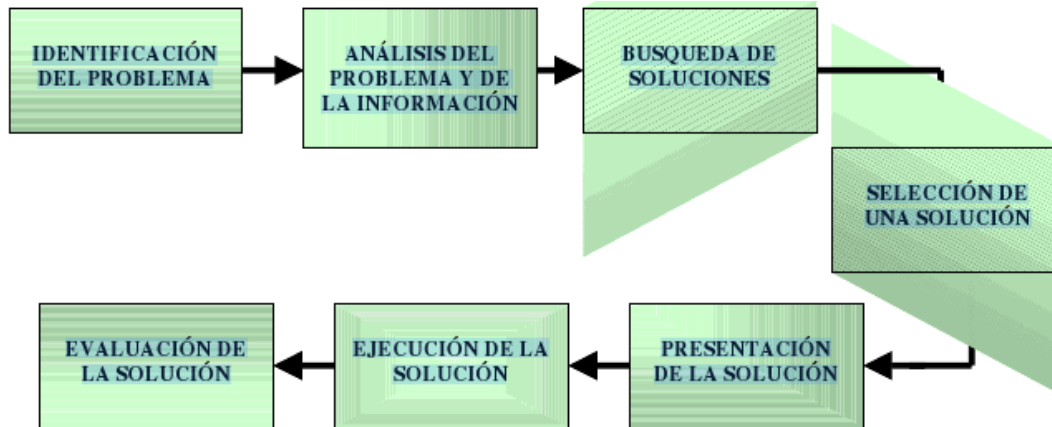 IDENTIFICACIÓN
DEL PROBLEMA
ANÁLISIS DEL
PROBLEMA Y DE
LA INFORMACIÓN
BUSQUEDA DE
SOLUCIONES
SELECCIÓN DE
UNA SOLUCIÓN
PRESENTACIÓN
DE LA SOLUCIÓN
EJECUCIÓN DE LA
SOLUCIÓN
EVALUACIÓN DE
LA SOLUCIÓN